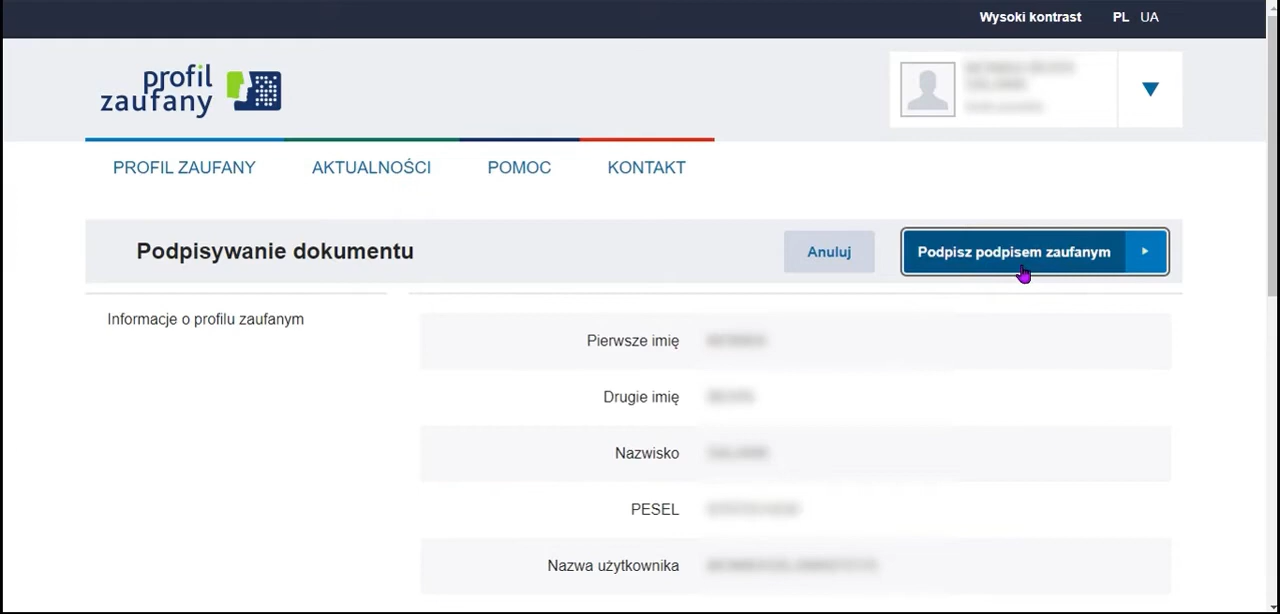 Wysoki kontrast PL UA
profil
zaufany
PROFIL ZAUFANY AKTUALNOŚCI POMOC KONTAKT
Podpisywanie dokumentu Anuluj Podpisz podpisem zaufanym
Informacje o profilu zaufanym
Pierwsze imię
Drugie imię
Nazwisko
PESEL
Nazwa użytkownika